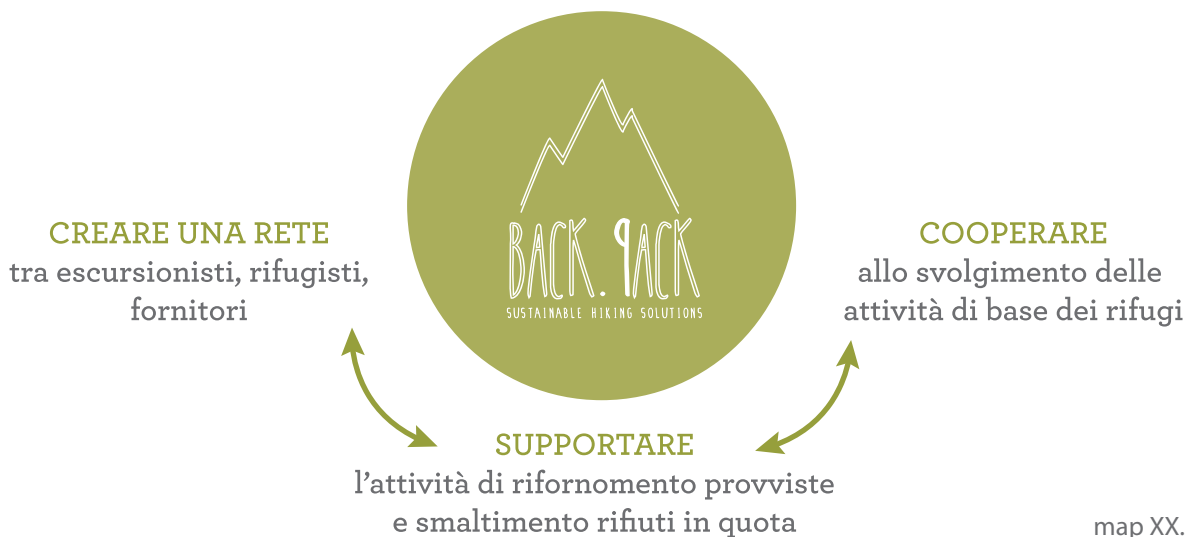 BACK.PACK
SUSTAINABLE HIKING SOLUTIONS
CREARE UNA RETE
tra escursionisti, rifugisti,
fornitori
COOPERARE
allo svolgimento delle
attività di base dei rifugi
SUPPORTARE
l’attività di rifornomento provviste
e smaltimento rifiuti in quota
map XX.